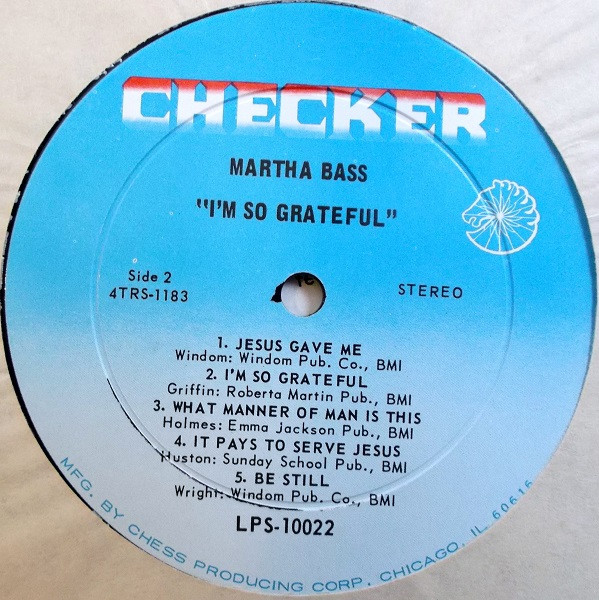 CHECKER
MARTHA BASS
"I'M SO GRATEFUL"
Side 2
4TRS-1183
STEREO
1. JESUS GAVE ME
Windom: Windom Pub. Co., BMI
2. I'M SO GRATEFUL
Griffin: Roberta Martin Pub., BMI
3. WHAT MANNER OF MAN IS THIS
Holmes: Emma Jackson Pub., BMI
4. IT PAYS TO SERVE JESUS
Huston: Sunday School Pub., BMI
5. BE STILL
Wright: Windom Pub. Co., BMI
LPS-10022
MFG. BY CHESS PRODUCING CORP. CHICAGO, IL 60616